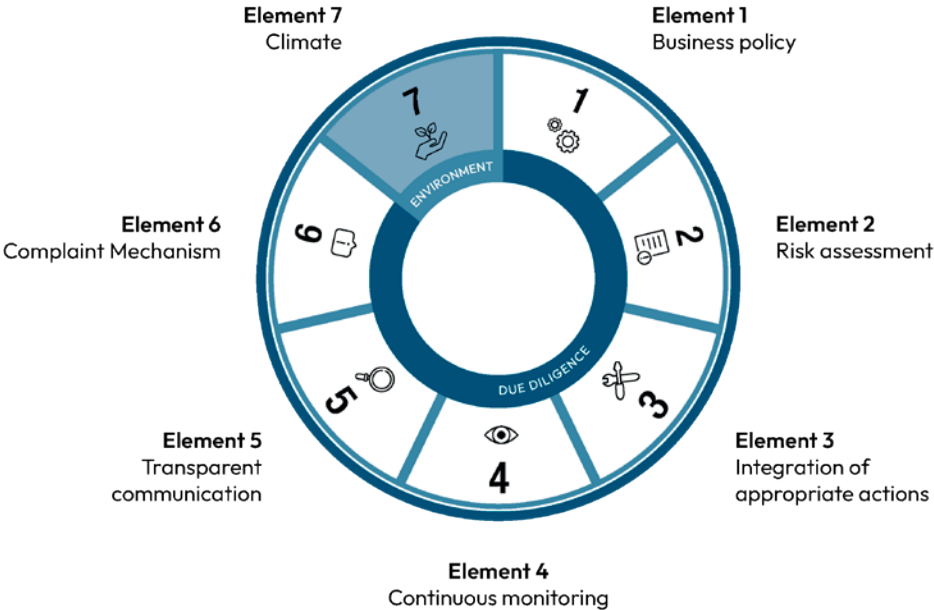 Element 7
Climate
Element 1
Business policy
7
1
ENVIRONMENT
Element 6
Complaint Mechanism
6
2
Element 2
Risk assessment
DUE DILIGENCE
5
3
Element 5
Transparent
communication
4
Element 3
Integration of
appropriate actions
Element 4
Continuous monitoring